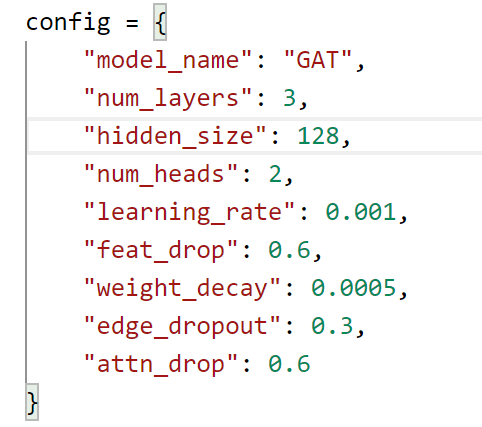 config = {
    "model_name": "GAT",
    "num_layers": 3,
    "hidden_size": 128,
    "num_heads": 2,
    "learning_rate": 0.001,
    "feat_drop": 0.6,
    "weight_decay": 0.0005,
    "edge_dropout": 0.3,
    "attn_drop": 0.6
}